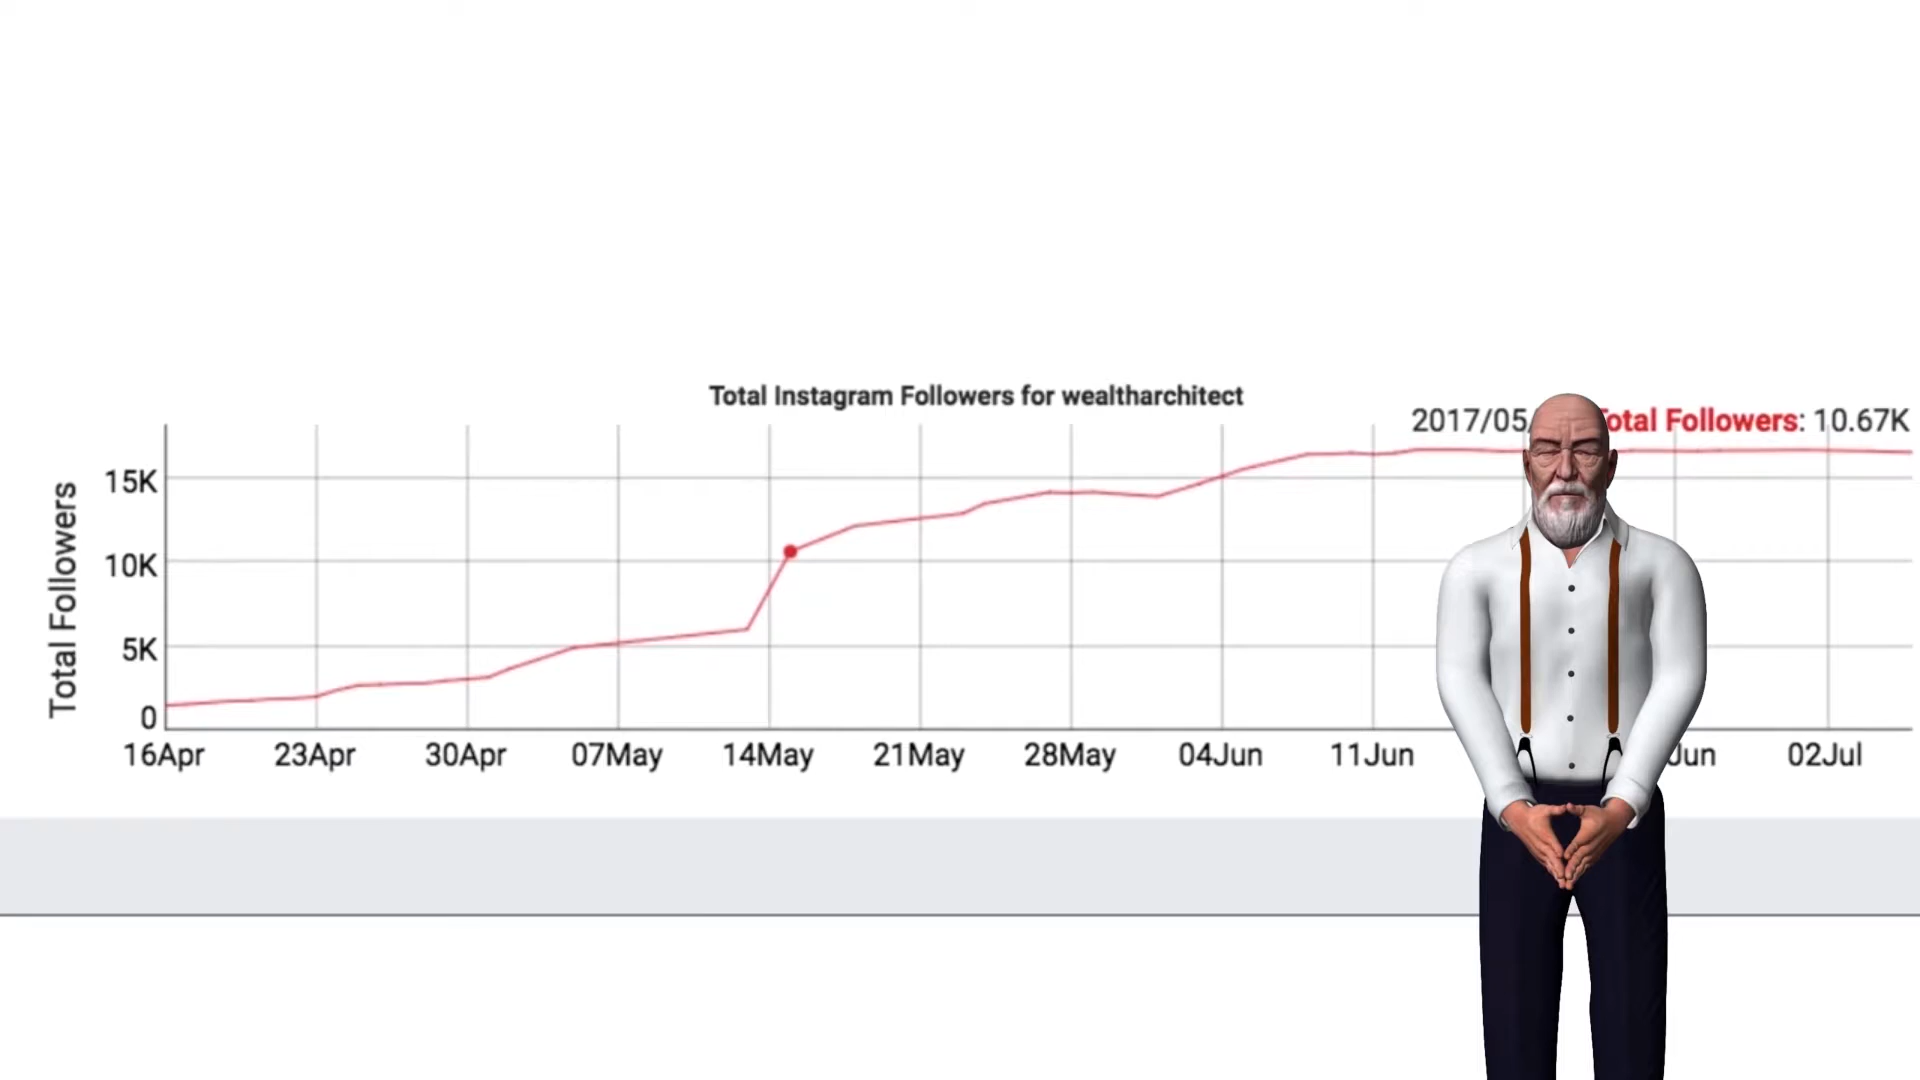 Total Instagram Followers for wealtharchitect
2017/05 Total Followers: 10.67K
Total Followers
15K
10K
5K
0
16Apr 23Apr 30Apr 07May 14May 21May 28May 04Jun 11Jun Jun 02Jul